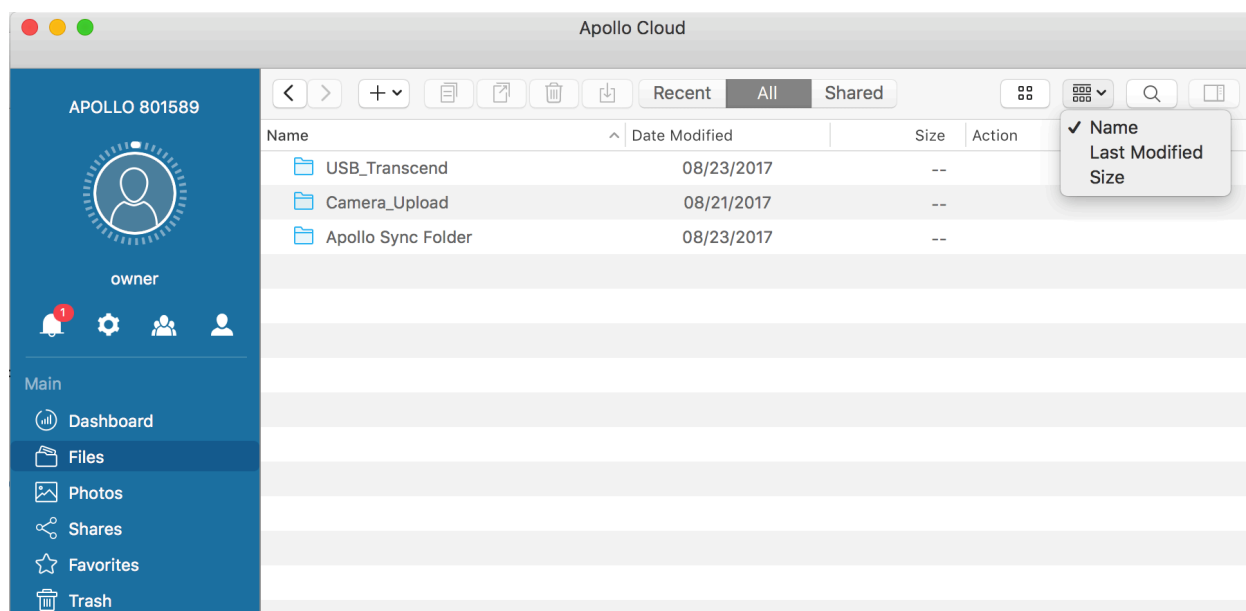 Apollo Cloud
APOLLO 801589
owner
1
Main
Dashboard
Files
Photos
Shares
Favorites
Trash
Recent All Shared
Name Date Modified Size Action
USB_Transcend 08/23/2017 --
Camera_Upload 08/21/2017 --
Apollo Sync Folder 08/23/2017 --
✓ Name
Last Modified
Size